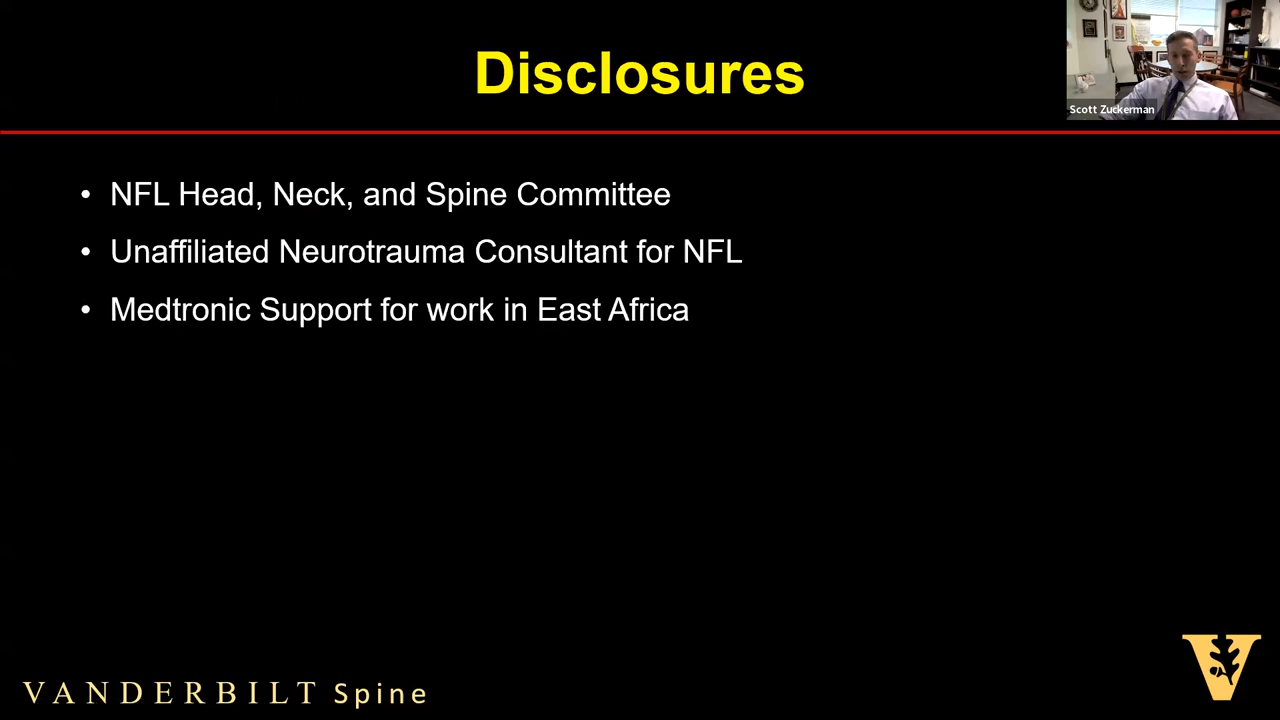 Disclosures
Scott Zuckerman
• NFL Head, Neck, and Spine Committee
• Unaffiliated Neurotrauma Consultant for NFL
• Medtronic Support for work in East Africa
VANDERBILT Spine
V